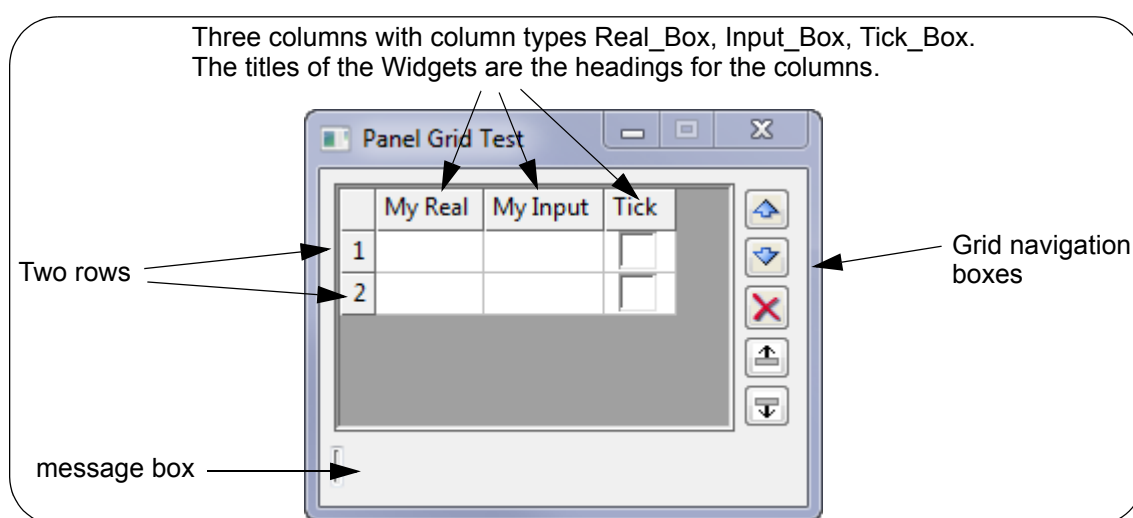 Three columns with column types Real_Box, Input_Box, Tick_Box.
The titles of the Widgets are the headings for the columns.
Panel Grid Test
My Real My Input Tick
1
2
Two rows
Grid navigation
boxes
message box